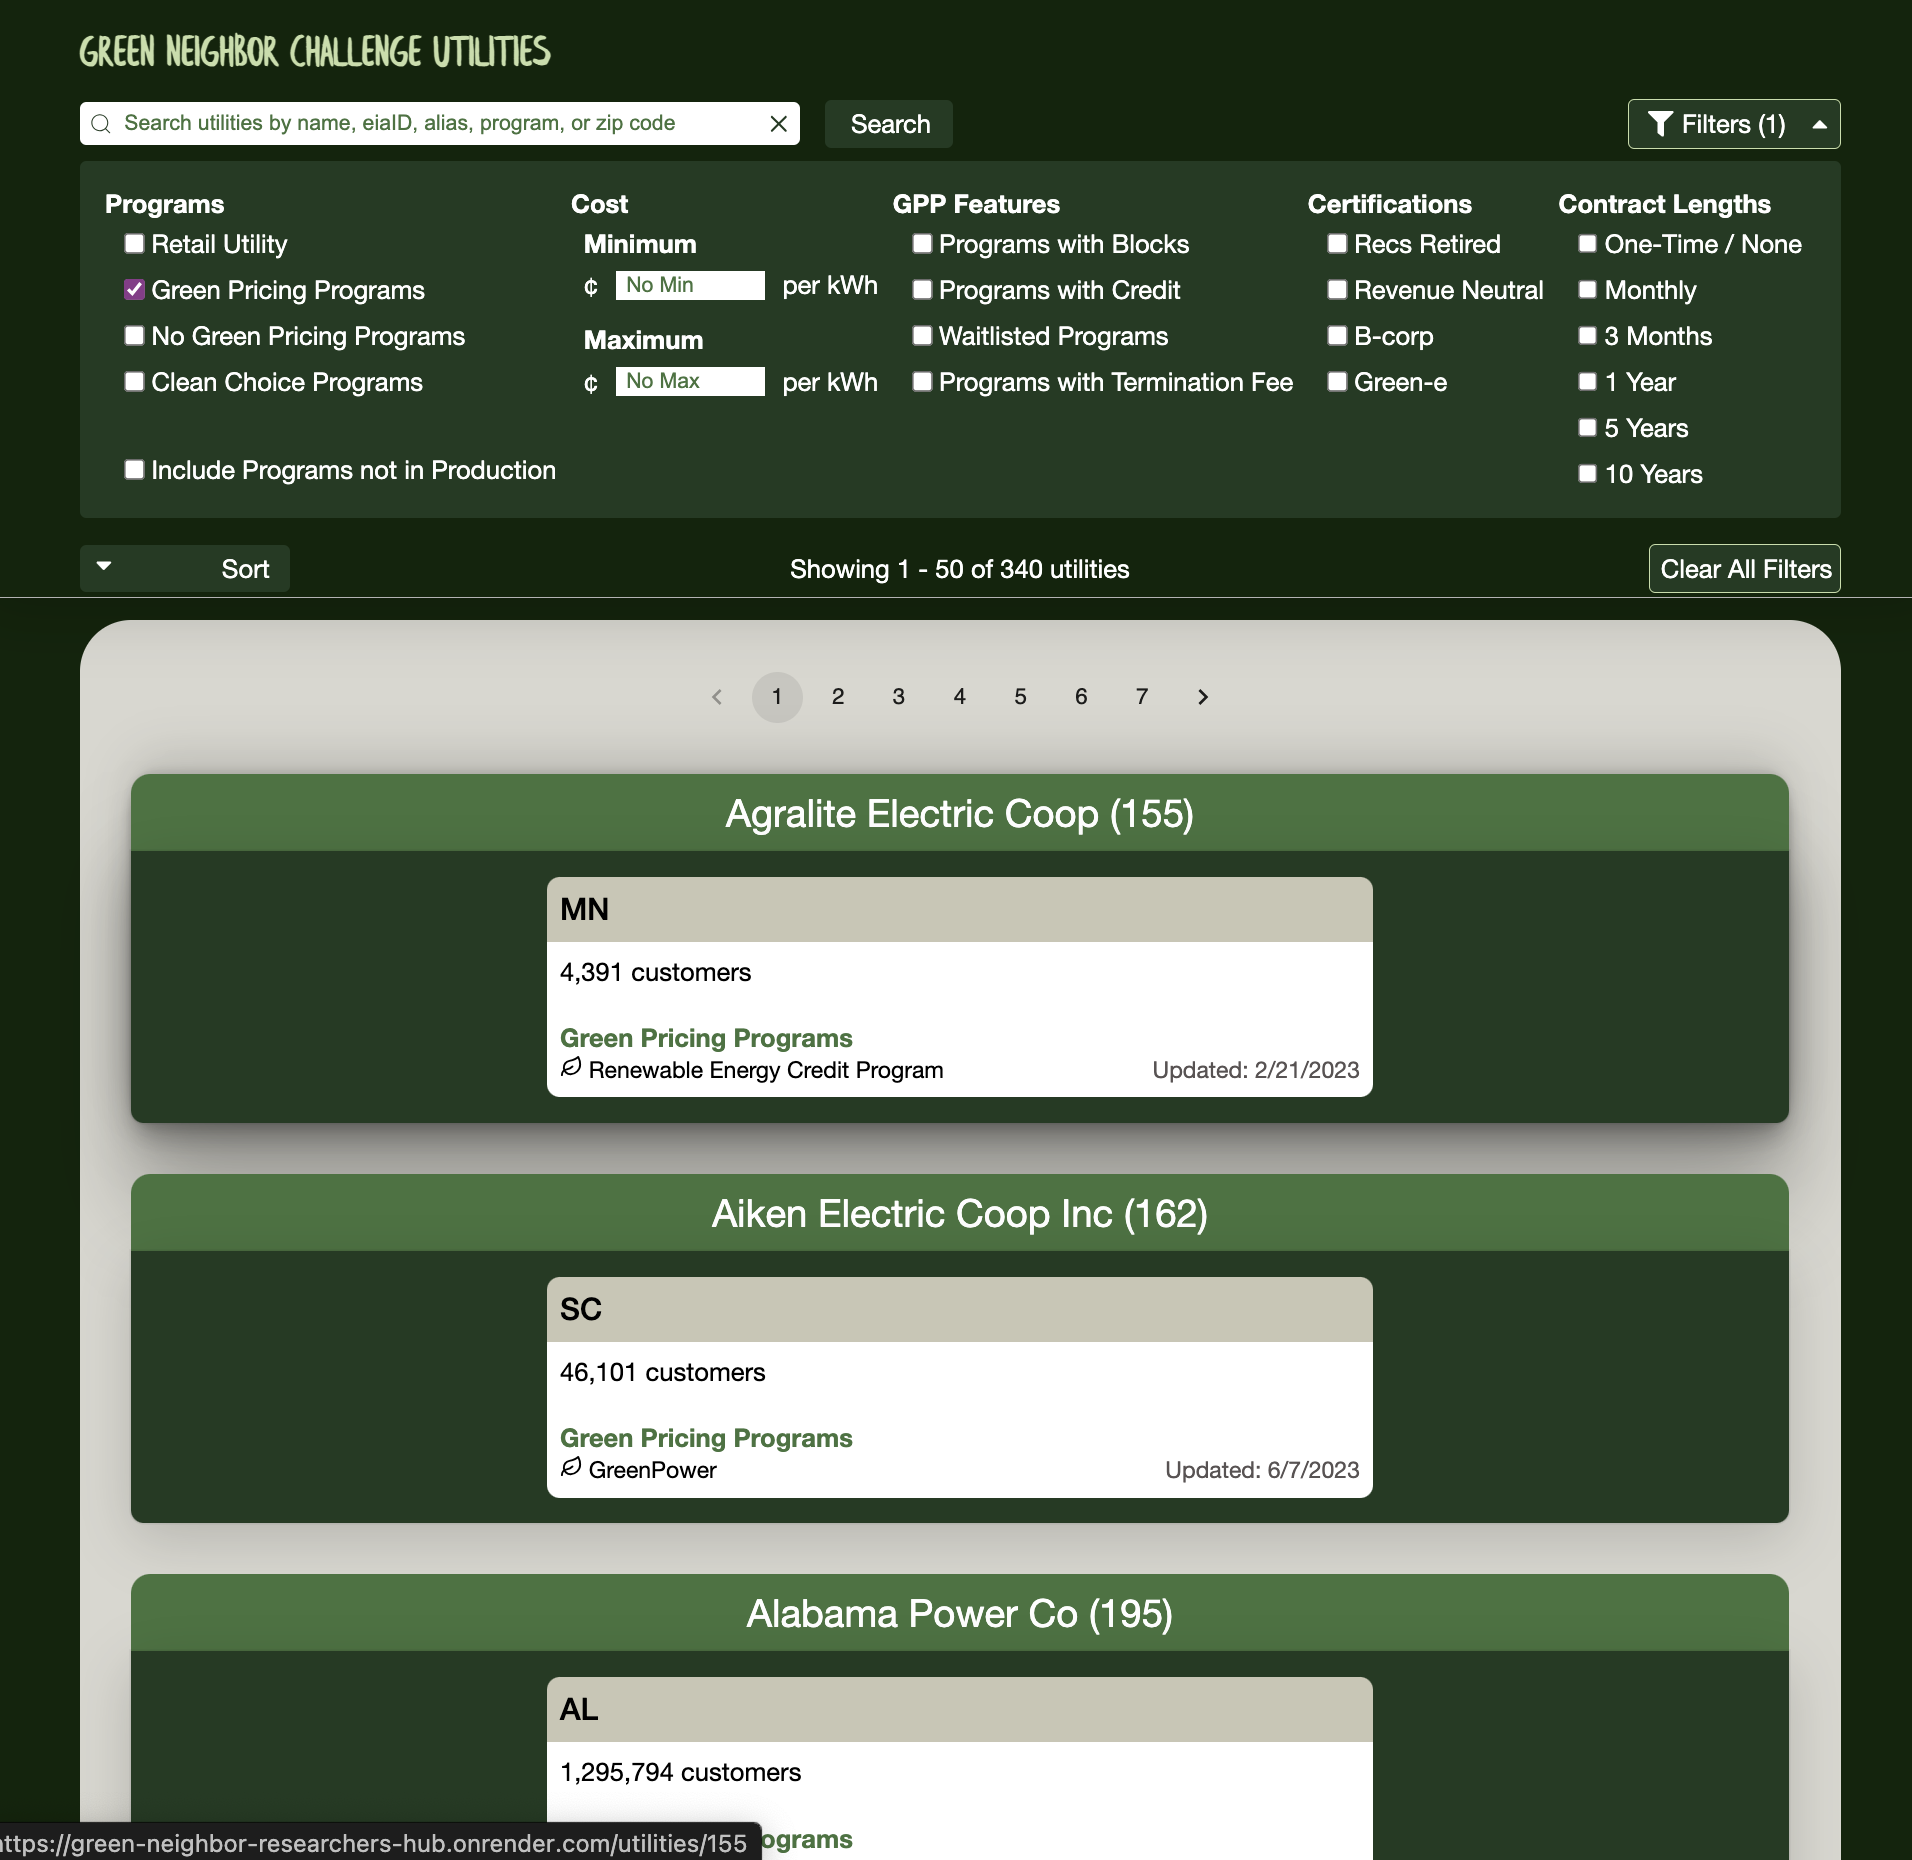 GREEN NEIGHBOR CHALLENGE UTILITIES
Search utilities by name, eiaID, alias, program, or zip code
Search
Filters (1)
Programs
Retail Utility
Green Pricing Programs
No Green Pricing Programs
Clean Choice Programs
Include Programs not in Production
Cost
Minimum
¢ No Min per kWh
Maximum
¢ No Max per kWh
GPP Features
Programs with Blocks
Programs with Credit
Waitlisted Programs
Programs with Termination Fee
Certifications
Recs Retired
Revenue Neutral
B-corp
Green-e
Contract Lengths
One-Time / None
Monthly
3 Months
1 Year
5 Years
10 Years
Sort
Showing 1 - 50 of 340 utilities
Clear All Filters
1 2 3 4 5 6 7
Agralite Electric Coop (155)
MN
4,391 customers
Green Pricing Programs
Renewable Energy Credit Program
Updated: 2/21/2023
Aiken Electric Coop Inc (162)
SC
46,101 customers
Green Pricing Programs
GreenPower
Updated: 6/7/2023
Alabama Power Co (195)
AL
1,295,794 customers
ograms
ttps://green-neighbor-researchers-hub.onrender.com/utilities/155